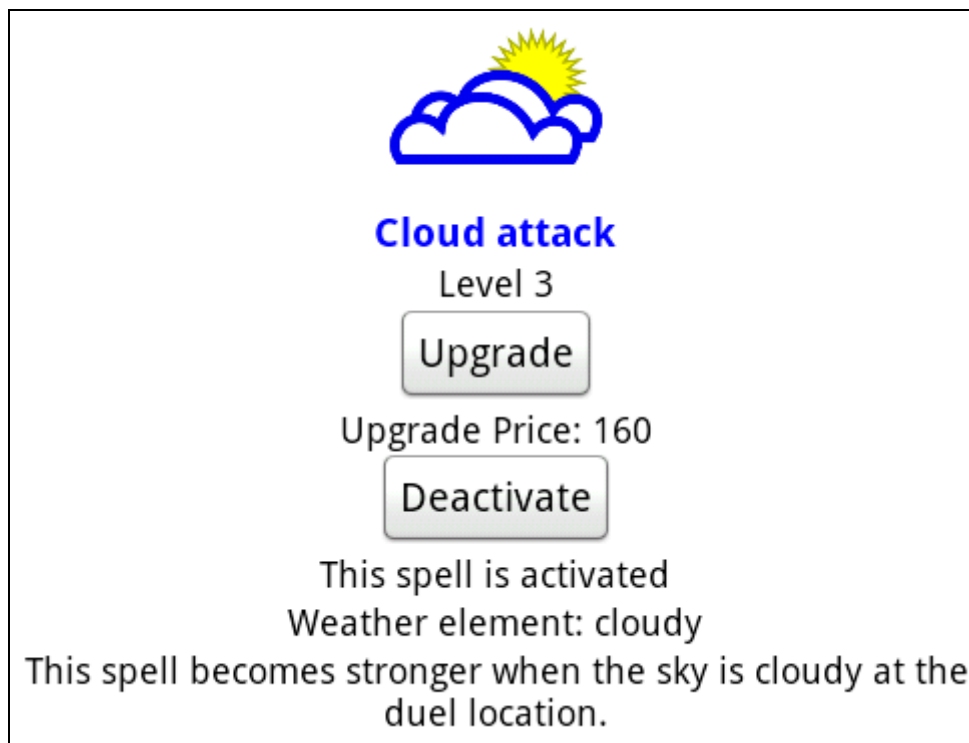 Cloud attack
Level 3
Upgrade
Upgrade Price: 160
Deactivate
This spell is activated
Weather element: cloudy
This spell becomes stronger when the sky is cloudy at the
duel location.